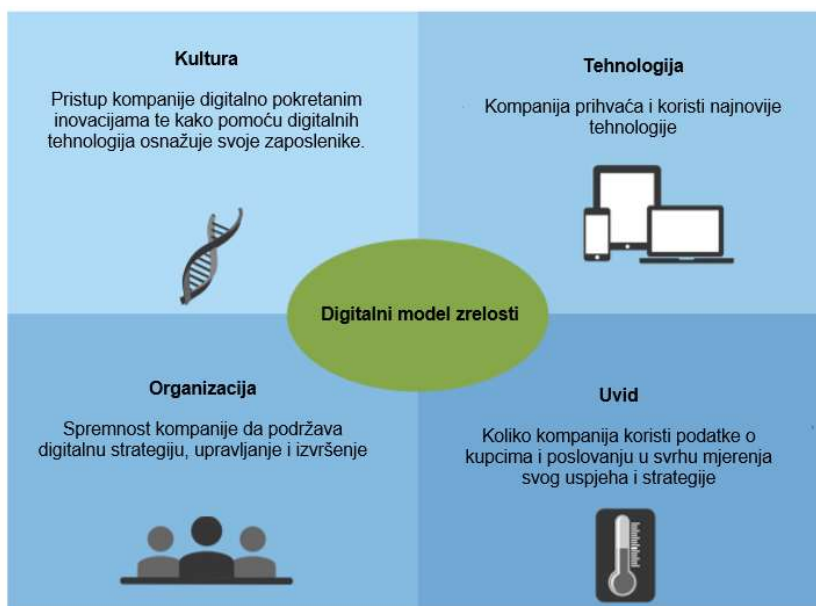 Kultura
Pristup kompanije digitalno pokretanim
inovacijama te kako pomoću digitalnih
tehnologija osnažuje svoje zaposlenike.
Tehnologija
Kompanija prihvaća i koristi najnovije
tehnologije
Digitalni model zrelosti
Organizacija
Spremnost kompanije da podržava
digitalnu strategiju, upravljanje i izvršenje
Uvid
Koliko kompanija koristi podatke o
kupcima i poslovanju u svrhu mjerenja
svog uspjeha i strategije